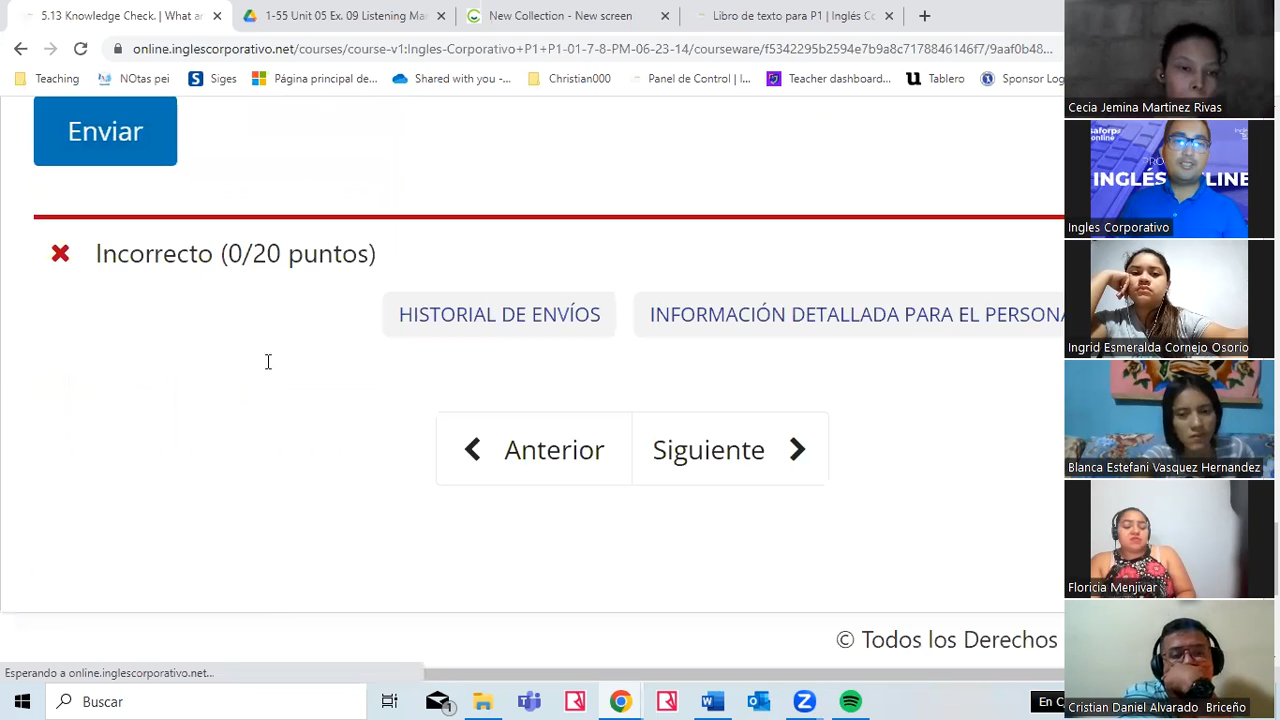 5.13 Knowledge Check. | What ar
1-55 Unit 05 Ex. 09 Listening Ma
New Collection - New screen
Libro de texto para P1 | Inglés Co
online.inglescorporativo.net/courses/course-v1:Ingles-Corporativo+P1+P1-01-7-8-PM-06-23-14/courseware/f5342295b2594e7b9a8c7178846146f7/9aaf0b48...
Teaching
NOtas pei
Siges
Página principal de...
Shared with you -...
Christian000
Panel de Control | I...
Teacher dashboard...
Tablero
Sponsor Log
Enviar
Incorrecto (0/20 puntos)
HISTORIAL DE ENVÍOS
INFORMACIÓN DETALLADA PARA EL PERSONA
Anterior
Siguiente
© Todos los Derechos
Esperando a online.inglescorporativo.net...
Buscar
1
Cecia Jemina Martinez Rivas
PRO
INGLÉS
LINE
Ingles Corporativo
Ingrid Esmeralda Cornejo Osorio
Blanca Estefani Vasquez Hernandez
Floricia Menjivar
Cristian Daniel Alvarado Briceño